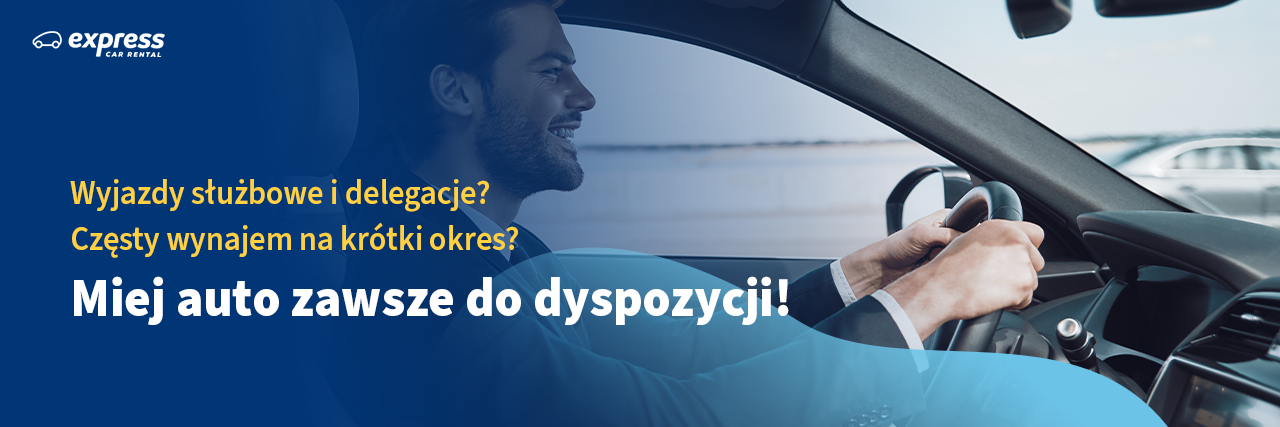 express
CAR RENTAL
Wyjazdy służbowe i delegacje?
Częsty wynajem na krótki okres?
Miej auto zawsze do dyspozycji!